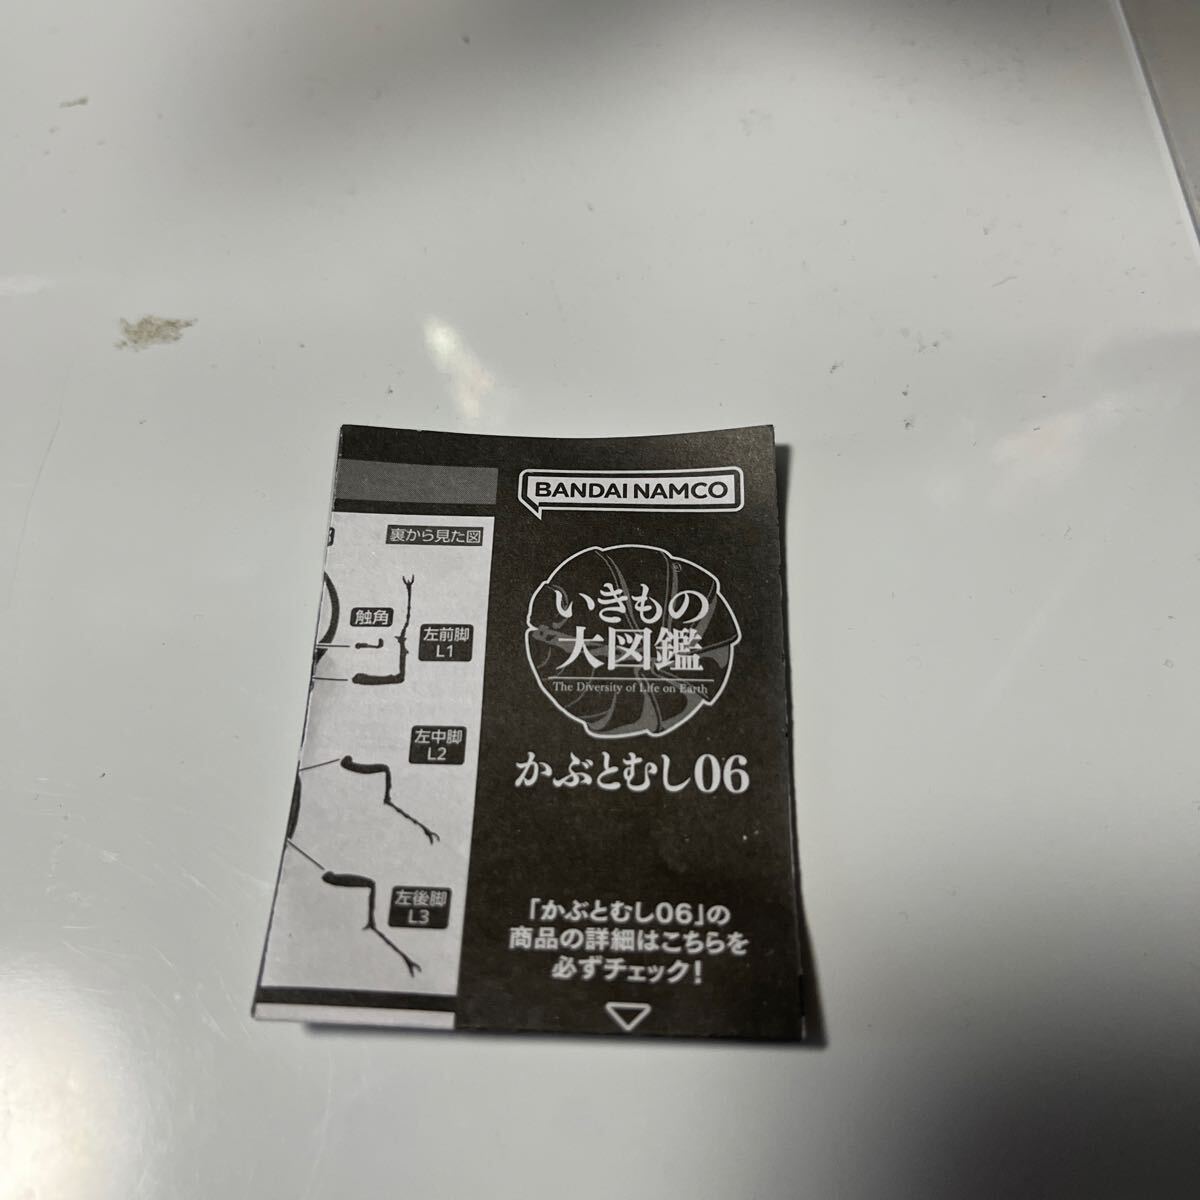 BANDAI NAMCO
いきもの
大図鑑
The Diversity of Life on Earth
かぶとむし06
「かぶとむし06」の
商品の詳細はこちらを
必ずチェック!
裏から見た図
触角
左前脚
L1
左中脚
L2
左後脚
L3